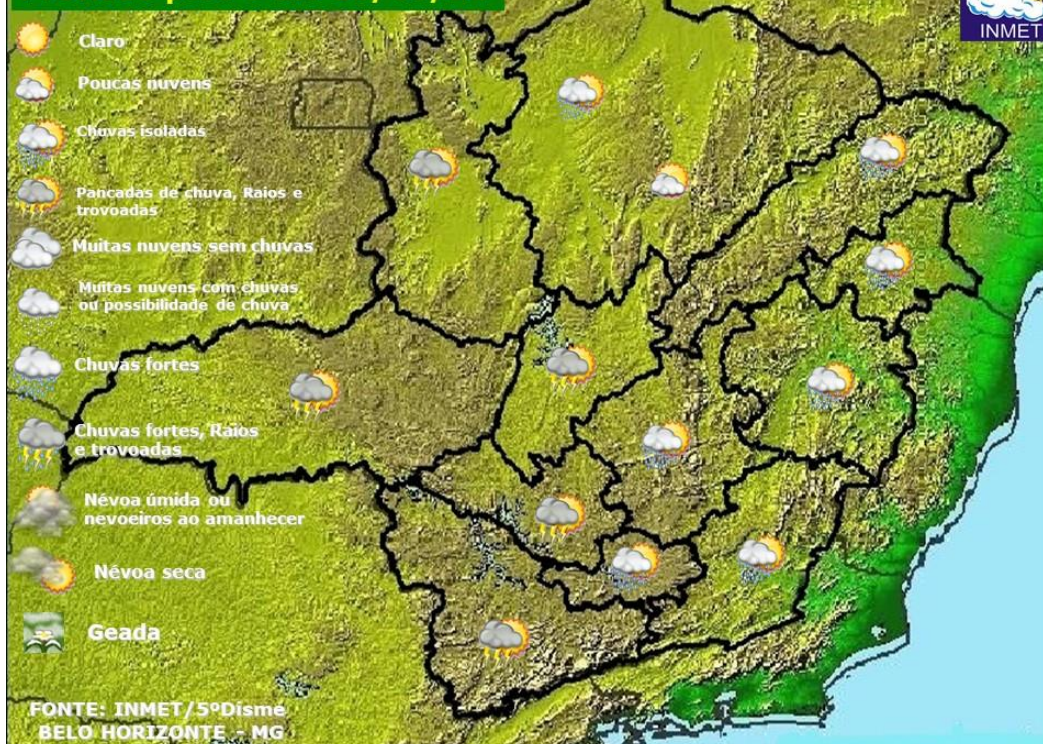 INMET
Claro
Poucas nuvens
Chuvas isoladas
Pancadas de chuva, Raios e
trovoadas
Muitas nuvens sem chuvas
Muitas nuvens com chuvas
ou possibilidade de chuva
Chuvas fortes
Chuvas fortes, Raios
e trovoadas
Névoa úmida ou
nevoeiros ao amanhecer
Névoa seca
Geada
FONTE: INMET/5ºDisme
BELO HORIZONTE - MG